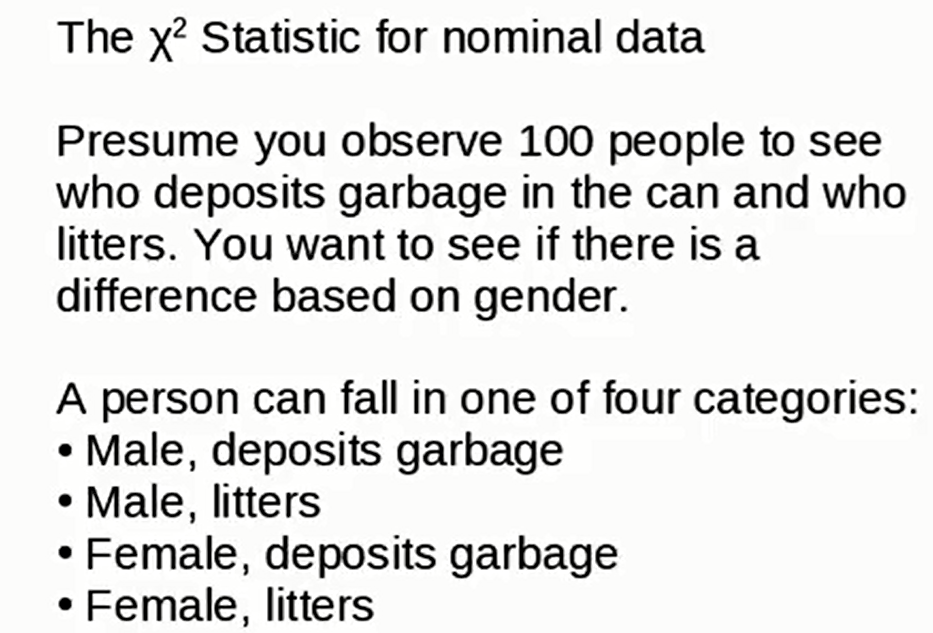 The χ² Statistic for nominal data
Presume you observe 100 people to see
who deposits garbage in the can and who
litters. You want to see if there is a
difference based on gender.
A person can fall in one of four categories:
• Male, deposits garbage
• Male, litters
• Female, deposits garbage
• Female, litters